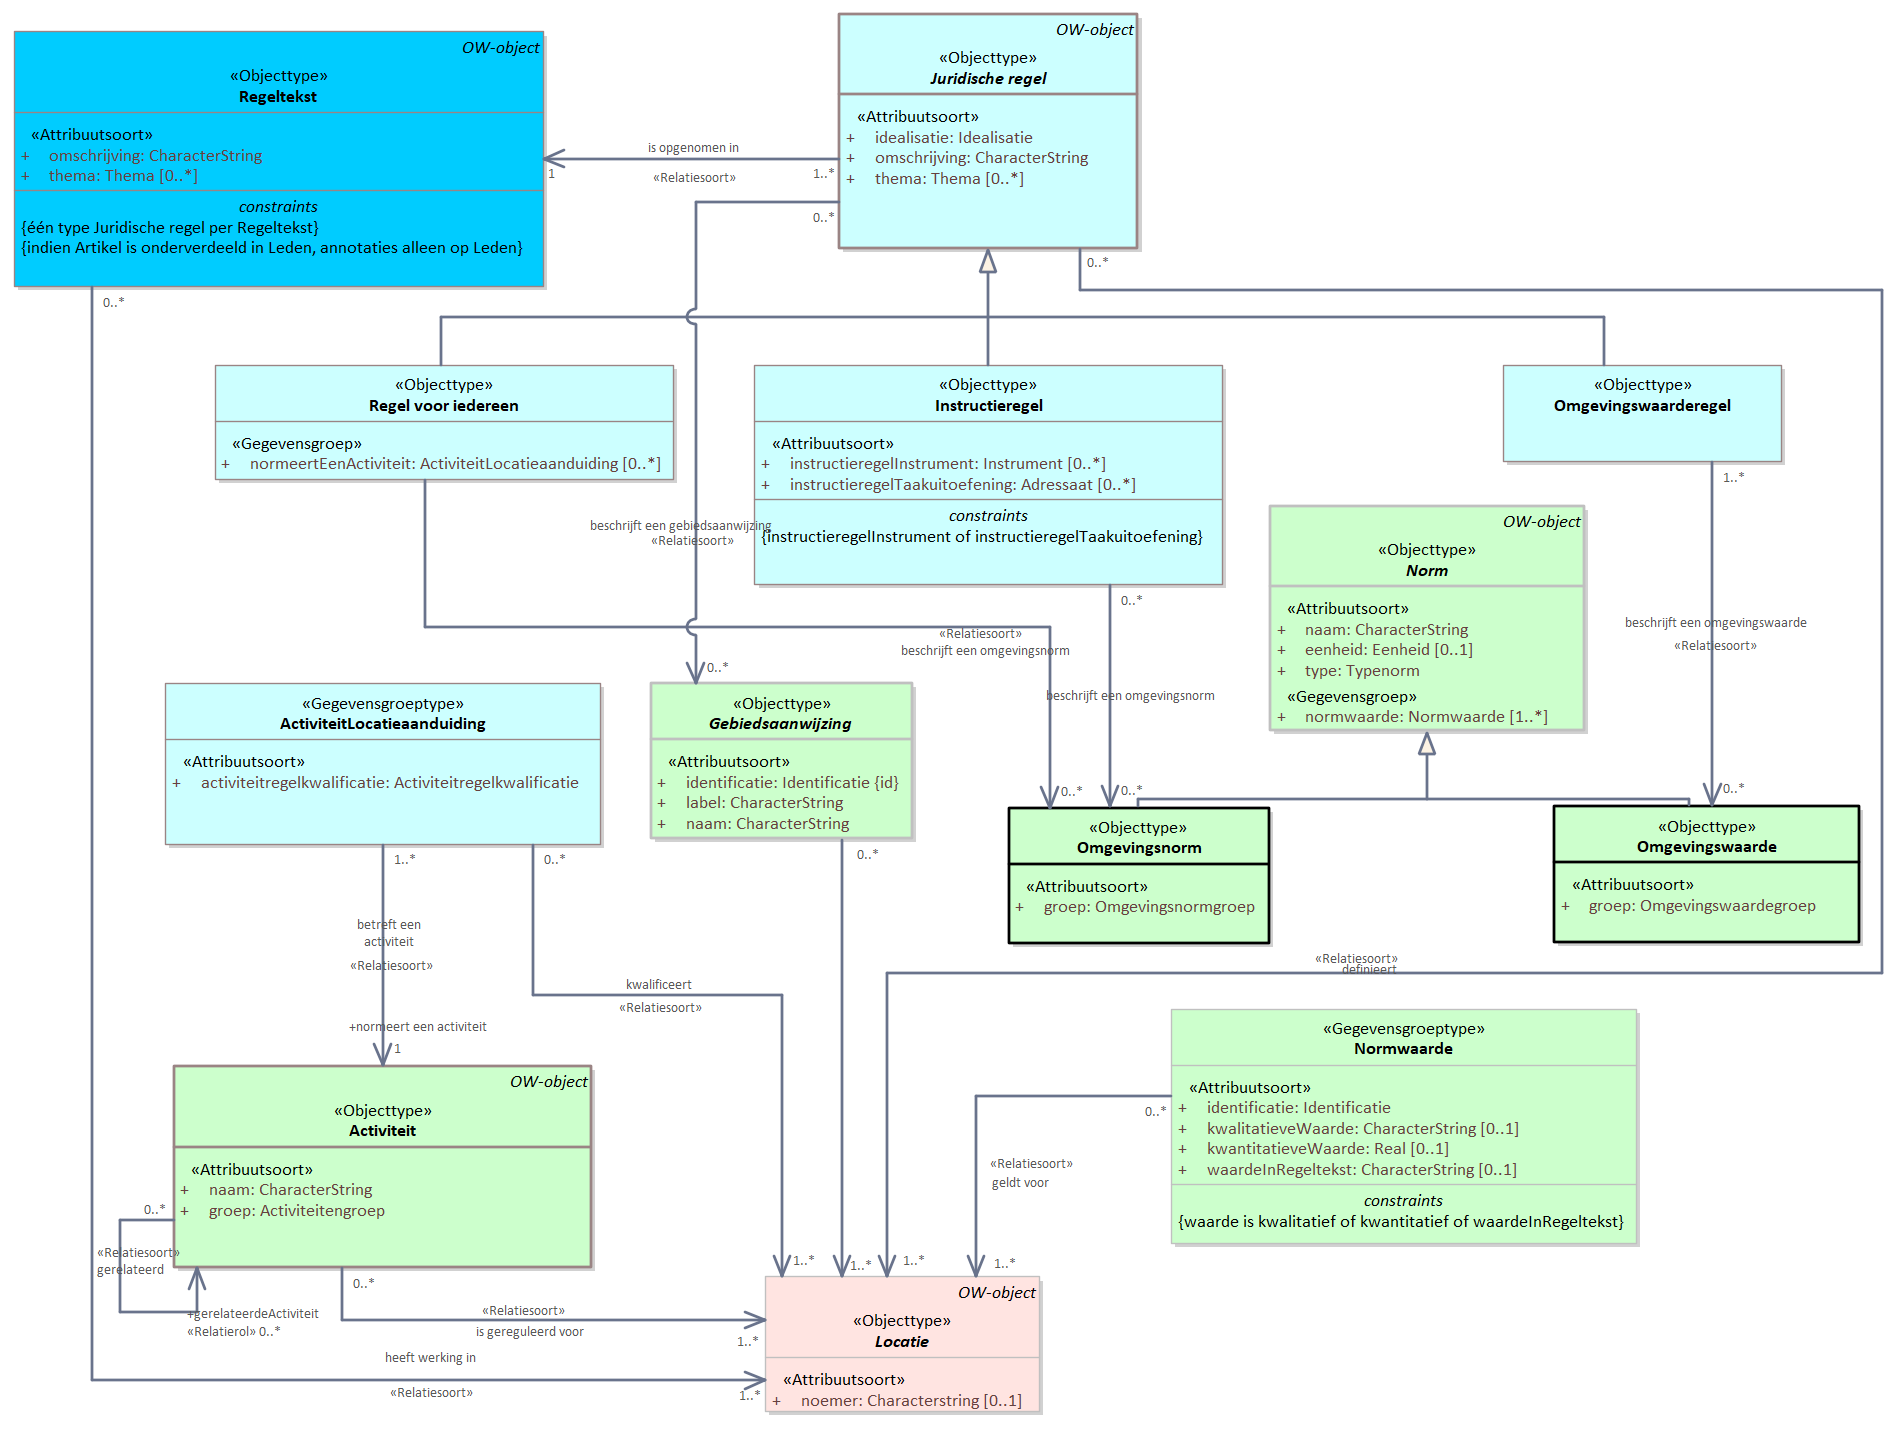 OW-object
«Objecttype»
Regeltekst
«Attribuutsoort»
+ omschrijving: CharacterString
+ thema: Thema [0..*]
constraints
{één type Juridische regel per Regeltekst}
{indien Artikel is onderverdeeld in Leden, annotaties alleen op Leden}
0..*
is opgenomen in
«Relatiesoort»
1
1..*
0..*
OW-object
«Objecttype»
Juridische regel
«Attribuutsoort»
+ idealisatie: Idealisatie
+ omschrijving: CharacterString
+ thema: Thema [0..*]
0..*
«Objecttype»
Regel voor iedereen
«Gegevensgroep»
+ normeertEenActiviteit: ActiviteitLocatieaanduiding [0..*]
«Objecttype»
Instructieregel
«Attribuutsoort»
+ instructieregelInstrument: Instrument [0..*]
+ instructieregelTaakuitoefening: Adressaat [0..*]
constraints
{instructieregelInstrument of instructieregelTaakuitoefening}
0..*
«Objecttype»
Omgevingswaarderegel
1..*
beschrijft een gebiedsaanwijzing
«Relatiesoort»
0..*
«Relatiesoort»
beschrijft een omgevingsnorm
beschrijft een omgevingsnorm
0..*
0..*
OW-object
«Objecttype»
Norm
«Attribuutsoort»
+ naam: CharacterString
+ eenheid: Eenheid [0..1]
+ type: Typenorm
«Gegevensgroep»
+ normwaarde: Normwaarde [1..*]
beschrijft een omgevingswaarde
«Relatiesoort»
0..*
«Gegevensgroeptype»
ActiviteitLocatieaanduiding
«Attribuutsoort»
+ activiteitregelkwalificatie: Activiteitregelkwalificatie
1..*
0..*
«Objecttype»
Gebiedsaanwijzing
«Attribuutsoort»
+ identificatie: Identificatie {id}
+ label: CharacterString
+ naam: CharacterString
0..*
«Objecttype»
Omgevingsnorm
«Attribuutsoort»
+ groep: Omgevingsnormgroep
«Objecttype»
Omgevingswaarde
«Attribuutsoort»
+ groep: Omgevingswaardegroep
betreft een
activiteit
«Relatiesoort»
+normeert een activiteit
1
kwalificeert
«Relatiesoort»
«Relatiesoort»
definieert
«Gegevensgroeptype»
Normwaarde
«Attribuutsoort»
+ identificatie: Identificatie
+ kwalitatieveWaarde: CharacterString [0..1]
+ kwantitatieveWaarde: Real [0..1]
+ waardeInRegeltekst: CharacterString [0..1]
constraints
{waarde is kwalitatief of kwantitatief of waardeInRegeltekst}
0..*
«Relatiesoort»
geldt voor
OW-object
«Objecttype»
Activiteit
«Attribuutsoort»
+ naam: CharacterString
+ groep: Activiteitengroep
0..*
«Relatiesoort»
gerelateerd
+gerelateerdeActiviteit
«Relatierol» 0..*
0..*
«Relatiesoort»
is gereguleerd voor
1..*
heeft werking in
«Relatiesoort»
1..*
1..*
1..*
1..*
1..*
OW-object
«Objecttype»
Locatie
«Attribuutsoort»
+ noemer: Characterstring [0..1]